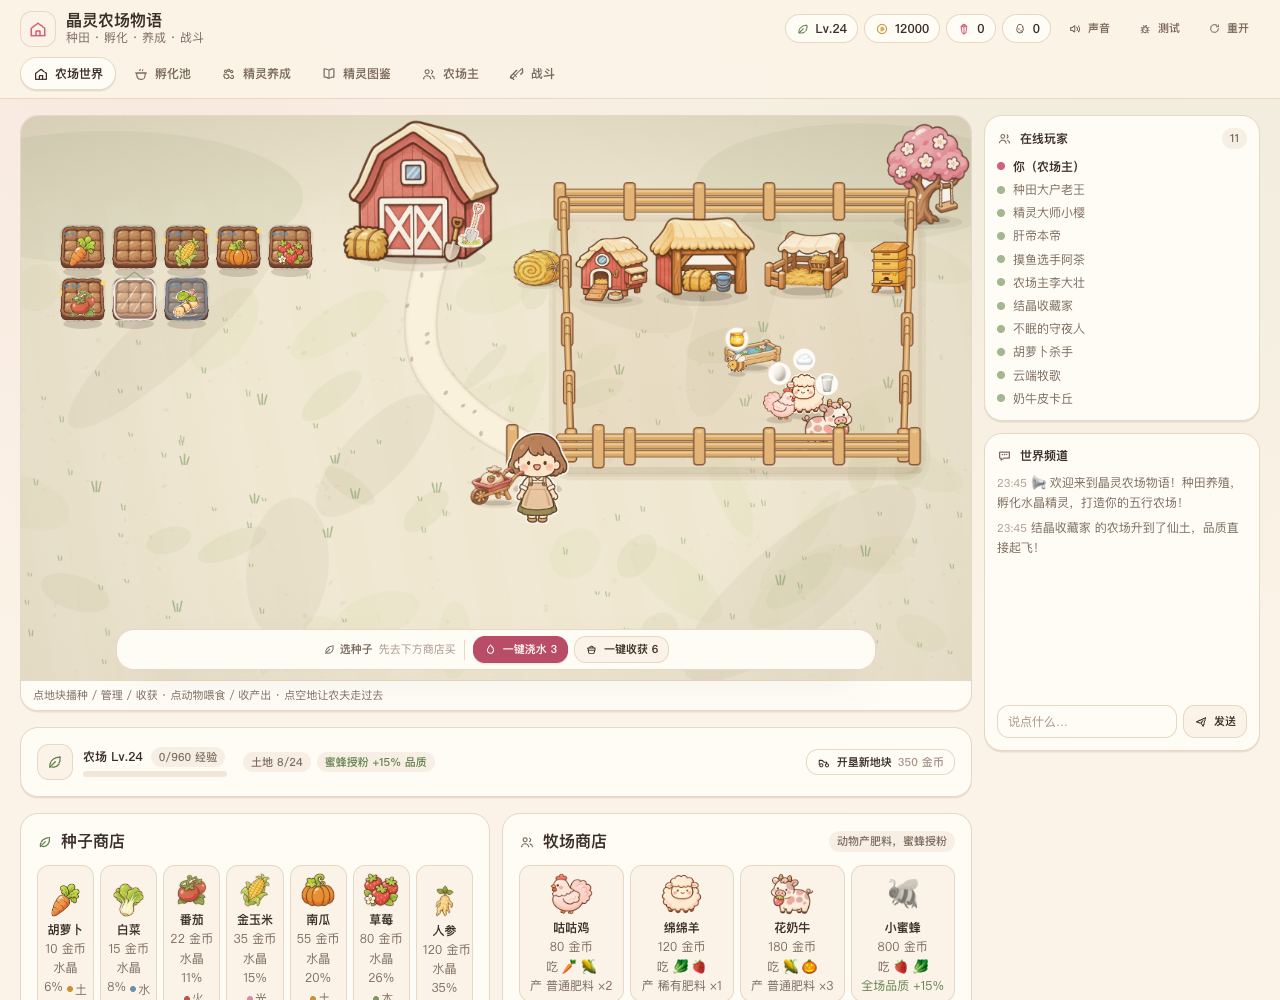 晶灵农场物语
种田 · 孵化 · 养成 · 战斗
Lv.24
12000
0
0
声音
测试
重开
农场世界
孵化池
精灵养成
精灵图鉴
农场主
战斗
选种子 先去下方商店买
一键浇水 3
一键收获 6
点地块播种 / 管理 / 收获 · 点动物喂食 / 收产出 · 点空地让农夫走过去
在线玩家 11
你（农场主）
种田大户老王
精灵大师小樱
肝帝本帝
摸鱼选手阿茶
农场主李大壮
结晶收藏家
不眠的守夜人
胡萝卜杀手
云端牧歌
奶牛皮卡丘
世界频道
23:45 📢 欢迎来到晶灵农场物语！种田养殖，
孵化水晶精灵，打造你的五行农场！
23:45 结晶收藏家 的农场升到了仙土，品质直
接起飞！
说点什么…
发送
农场 Lv.24 0/960 经验
土地 8/24
蜜蜂授粉 +15% 品质
开垦新地块 350 金币
种子商店
胡萝卜
10 金币
水晶
6% 土
白菜
15 金币
水晶
8% 水
番茄
22 金币
水晶
11%
火
金玉米
35 金币
水晶
15%
光
南瓜
55 金币
水晶
20%
土
草莓
80 金币
水晶
26%
木
人参
120 金币
水晶
35%
牧场商店
动物产肥料，蜜蜂授粉
咕咕鸡
80 金币
吃 🥕 🌽
产 普通肥料 ×2
绵绵羊
120 金币
吃 🥬 🍓
产 稀有肥料 ×1
花奶牛
180 金币
吃 🌽 🎃
产 普通肥料 ×3
小蜜蜂
800 金币
吃 🍓 🥬
全场品质 +15%